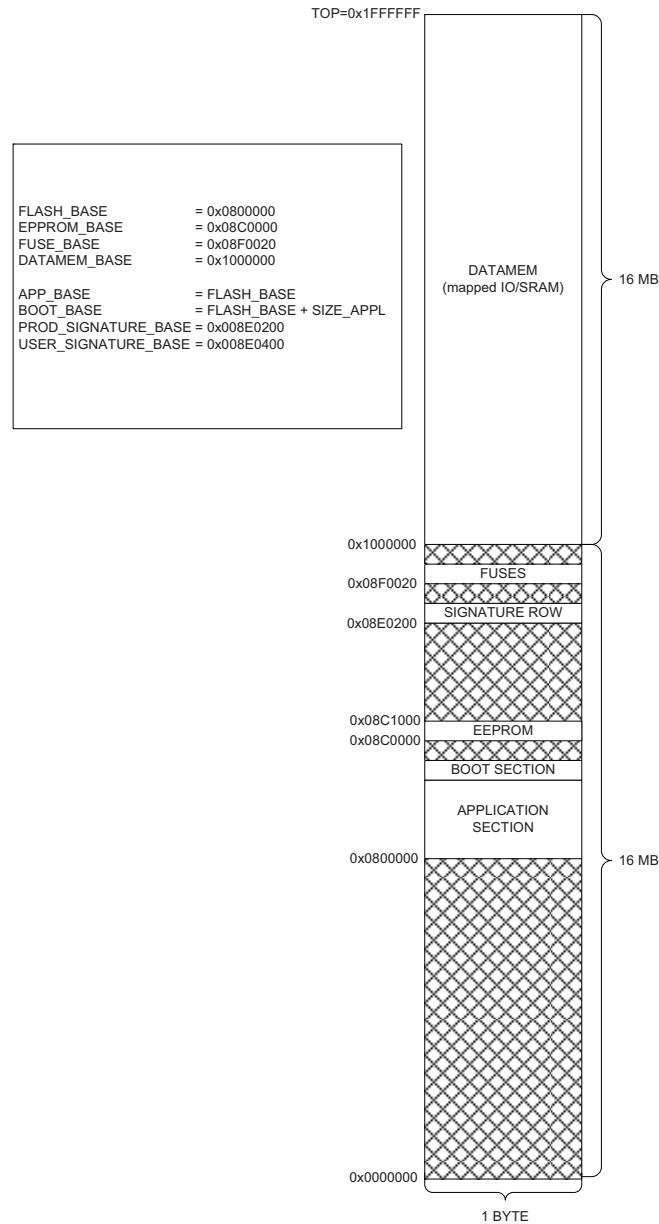 TOP=0x1FFFFFF
FLASH_BASE = 0x0800000
EPPROM_BASE = 0x08C0000
FUSE_BASE = 0x08F0020
DATAMEM_BASE = 0x1000000
APP_BASE = FLASH_BASE
BOOT_BASE = FLASH_BASE + SIZE_APPL
PROD_SIGNATURE_BASE = 0x008E0200
USER_SIGNATURE_BASE = 0x008E0400
DATAMEM
(mapped IO/SRAM)
16 MB
0x1000000
FUSES
0x08F0020
SIGNATURE ROW
0x08E0200
0x08C1000
EEPROM
0x08C0000
BOOT SECTION
APPLICATION
SECTION
0x0800000
16 MB
0x0000000
1 BYTE